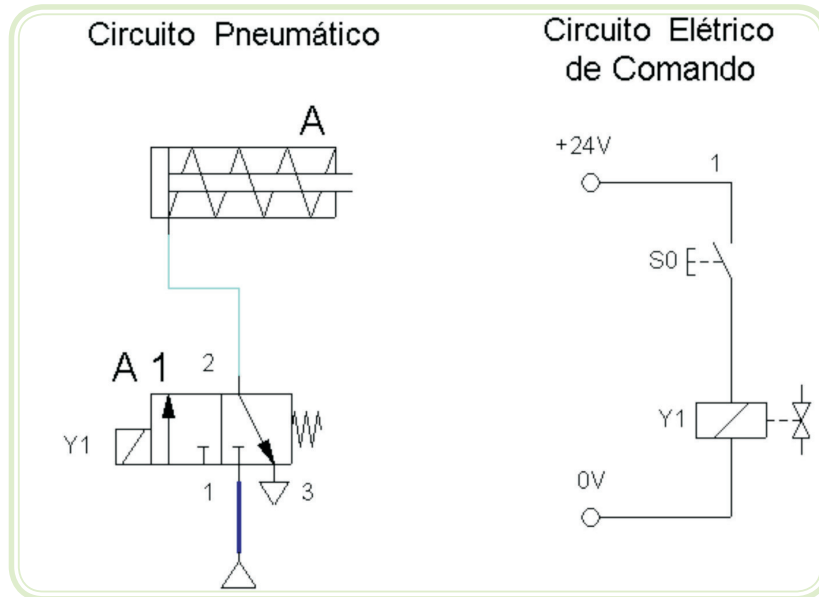 Circuito Pneumático
Circuito Elétrico
de Comando
A
+24V
1
S0
A 1
2
Y1
1
3
Y1
0V